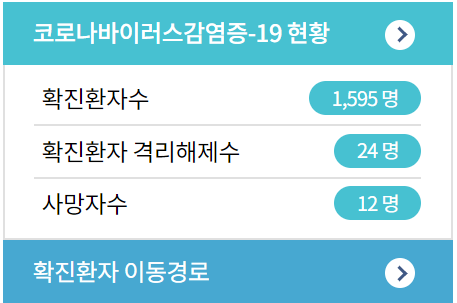 코로나바이러스감염증-19 현황
확진환자수 1,595 명
확진환자 격리해제수 24 명
사망자수 12 명
확진환자 이동경로